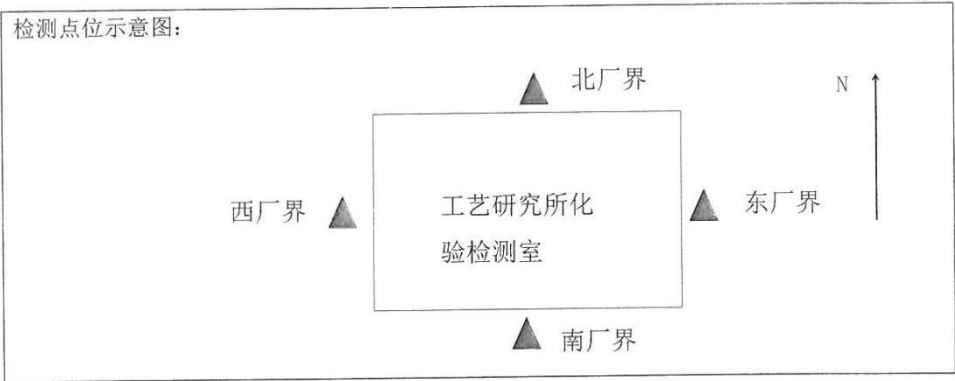 检测点位示意图：
北厂界
N
西厂界
工艺研究所化
验检测室
东厂界
南厂界